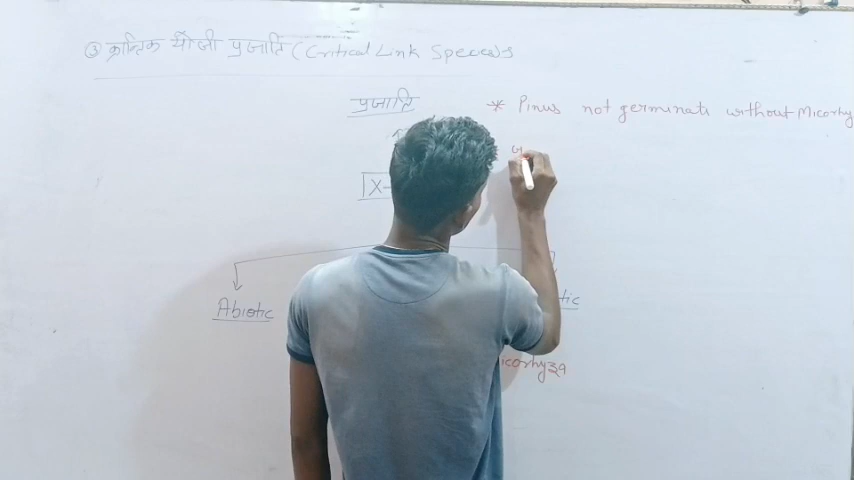 ③ क्रान्तिक योजी प्रजाति (Critical Link Species
प्रजाति
* Pinus not germinate without Micorhy
X-
Abiotic
tic
icorhyza